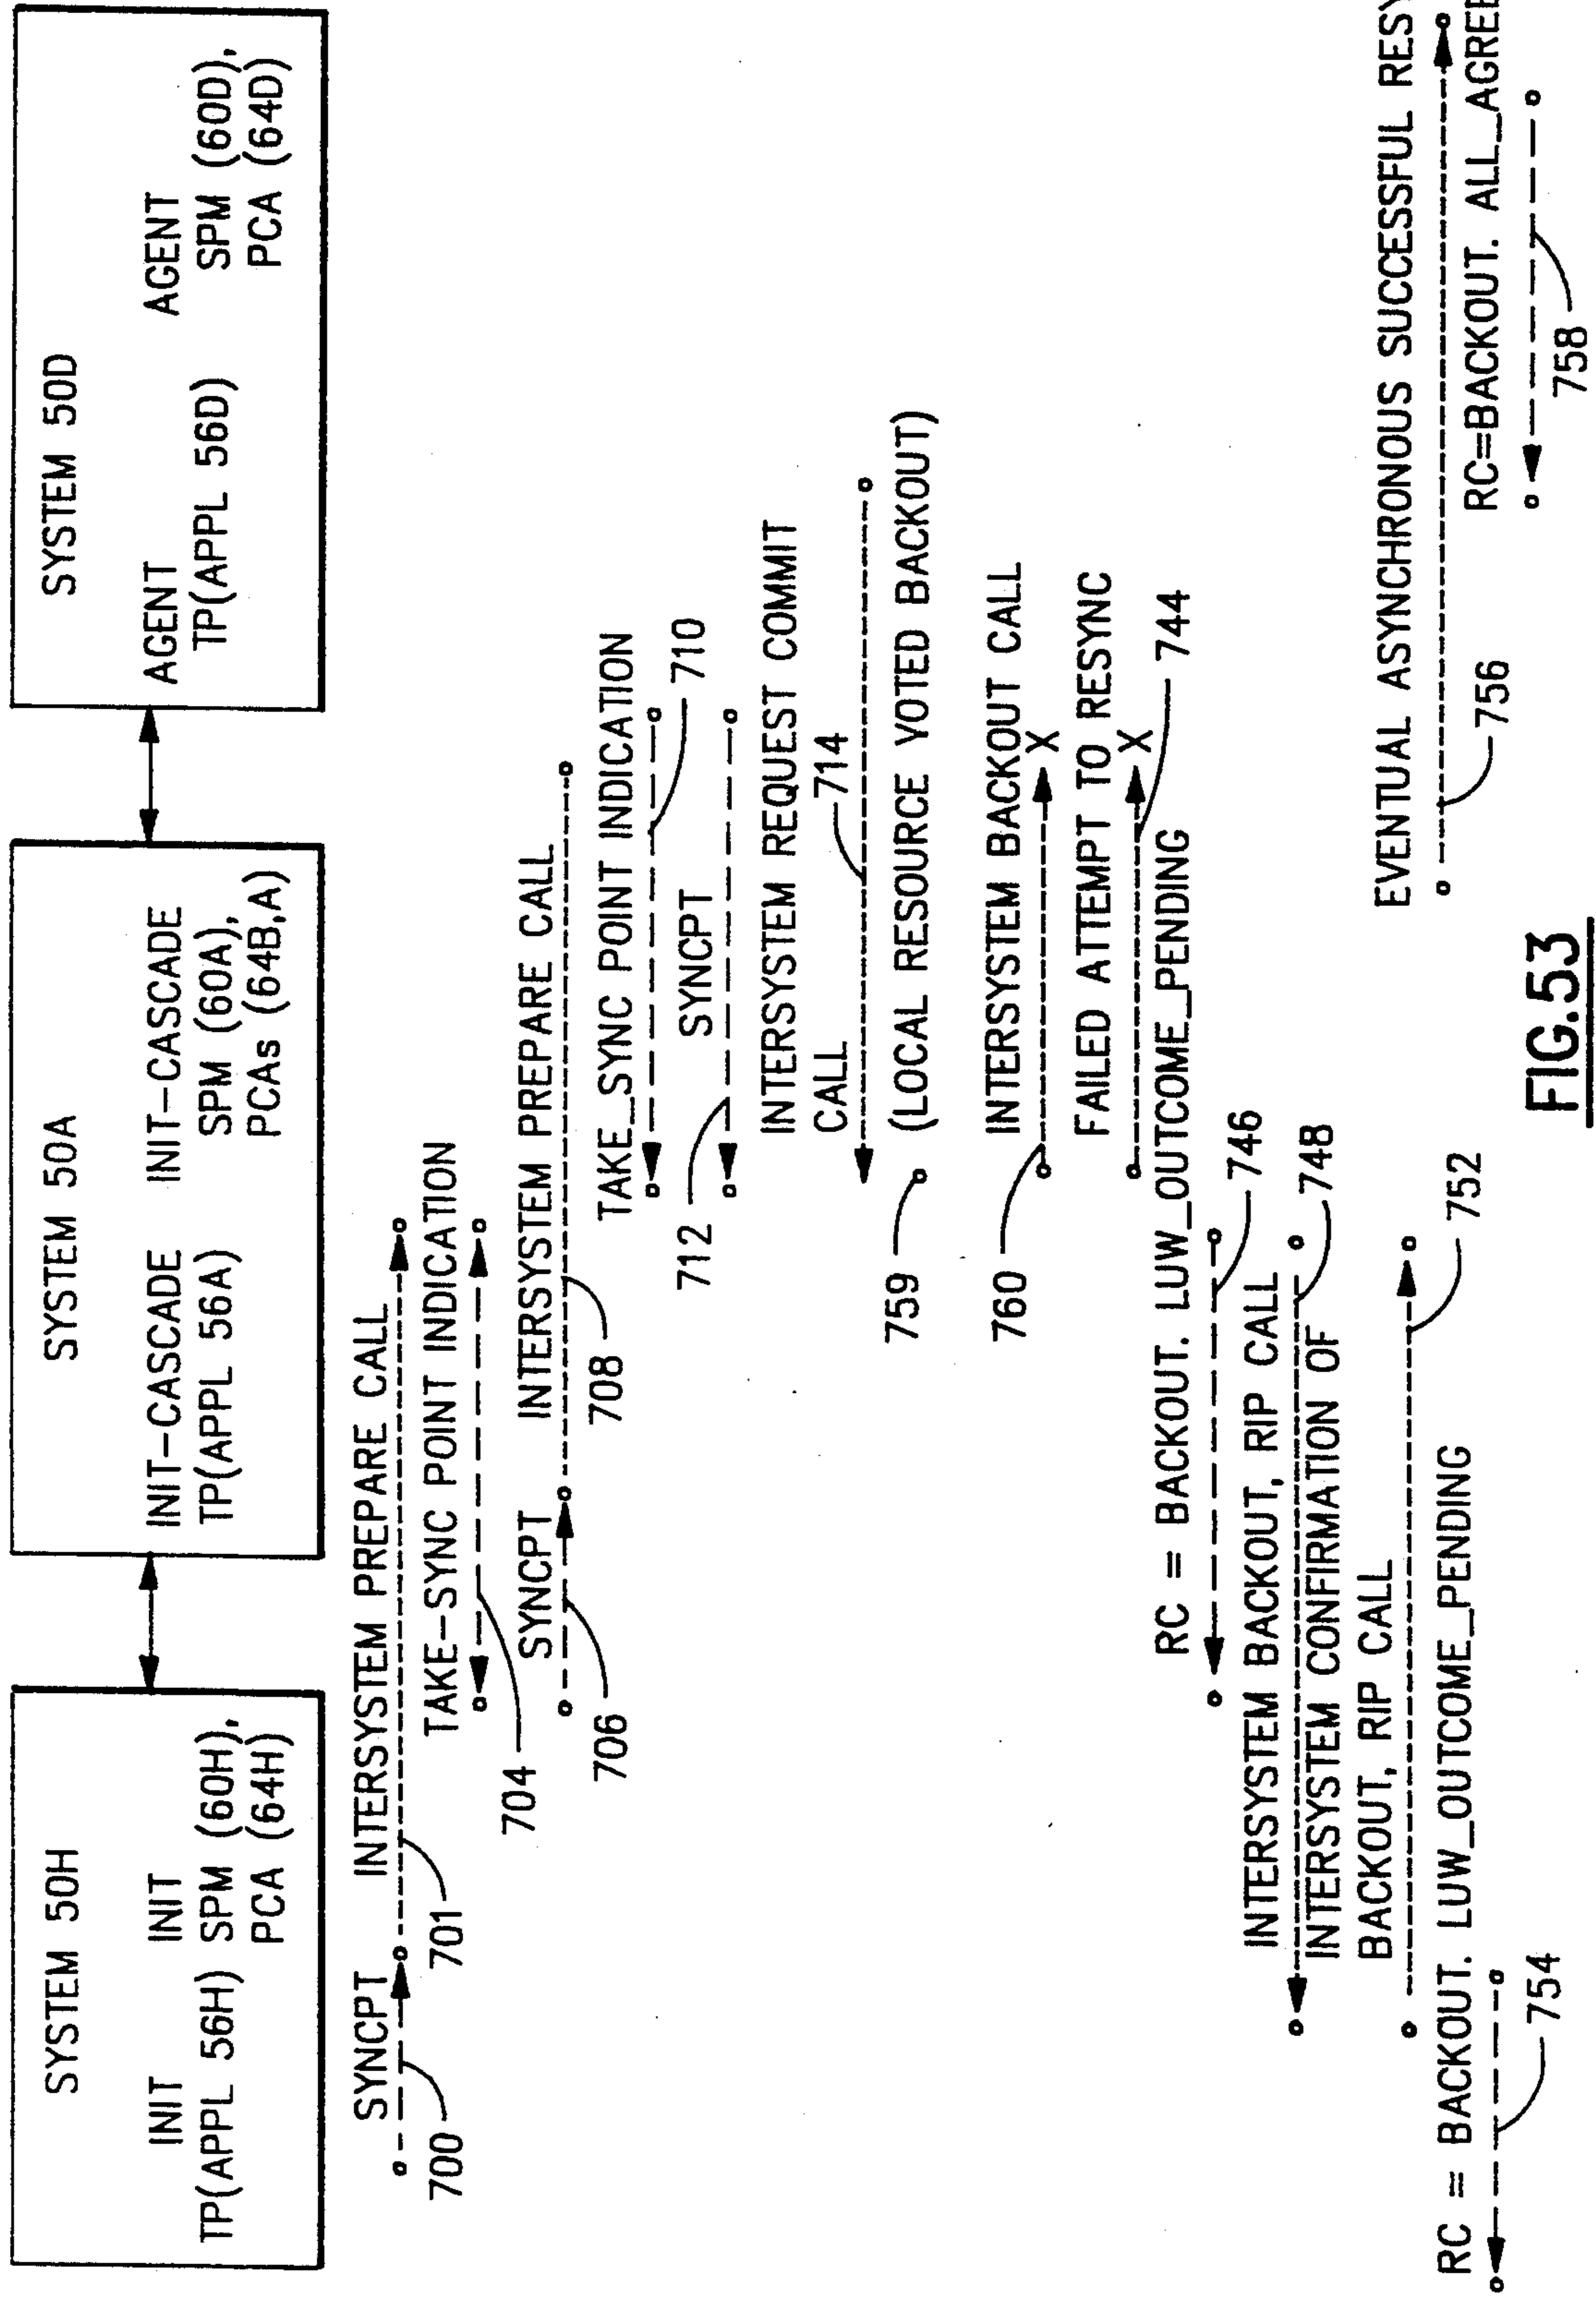 SYSTEM 50H
INIT INIT
TP(APPL 56H) SPM (60H),
PCA (64H)
SYSTEM 50A
INIT-CASCADE INIT-CASCADE
TP(APPL 56A) SPM (60A),
PCAs (64B,A)
SYSTEM 50D
AGENT AGENT
TP(APPL 56D) SPM (60D),
PCA (64D)
SYNCPT INTERSYSTEM PREPARE CALL
700 701
TAKE-SYNC POINT INDICATION
704
SYNCPT INTERSYSTEM PREPARE CALL
706 708
TAKE_SYNC POINT INDICATION
710
SYNCPT
712
INTERSYSTEM REQUEST COMMIT
CALL 714
759 (LOCAL RESOURCE VOTED BACKOUT)
INTERSYSTEM BACKOUT CALL
760 X
FAILED ATTEMPT TO RESYNC
X
744
RC = BACKOUT. LUW_OUTCOME_PENDING
746
INTERSYSTEM BACKOUT, RIP CALL
748
INTERSYSTEM CONFIRMATION OF
BACKOUT, RIP CALL
752
RC = BACKOUT. LUW_OUTCOME_PENDING
754
EVENTUAL ASYNCHRONOUS SUCCESSFUL
756
RC=BACKOUT.
758
FIG.53